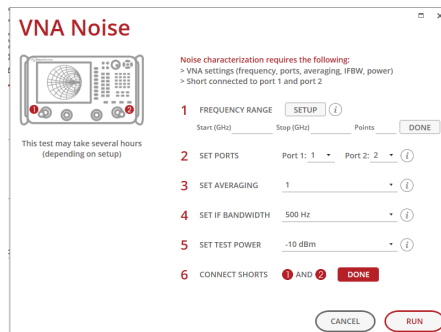 VNA Noise
Noise characterization requires the following:
> VNA settings (frequency, ports, averaging, IFBW, power)
> Short connected to port 1 and port 2
1 2
This test may take several hours
(depending on setup)
1 FREQUENCY RANGE SETUP i
Start (GHz) Stop (GHz) Points DONE
2 SET PORTS Port 1: 1 Port 2: 2 i
3 SET AVERAGING 1 i
4 SET IF BANDWIDTH 500 Hz i
5 SET TEST POWER -10 dBm i
6 CONNECT SHORTS 1 AND 2 DONE
CANCEL RUN